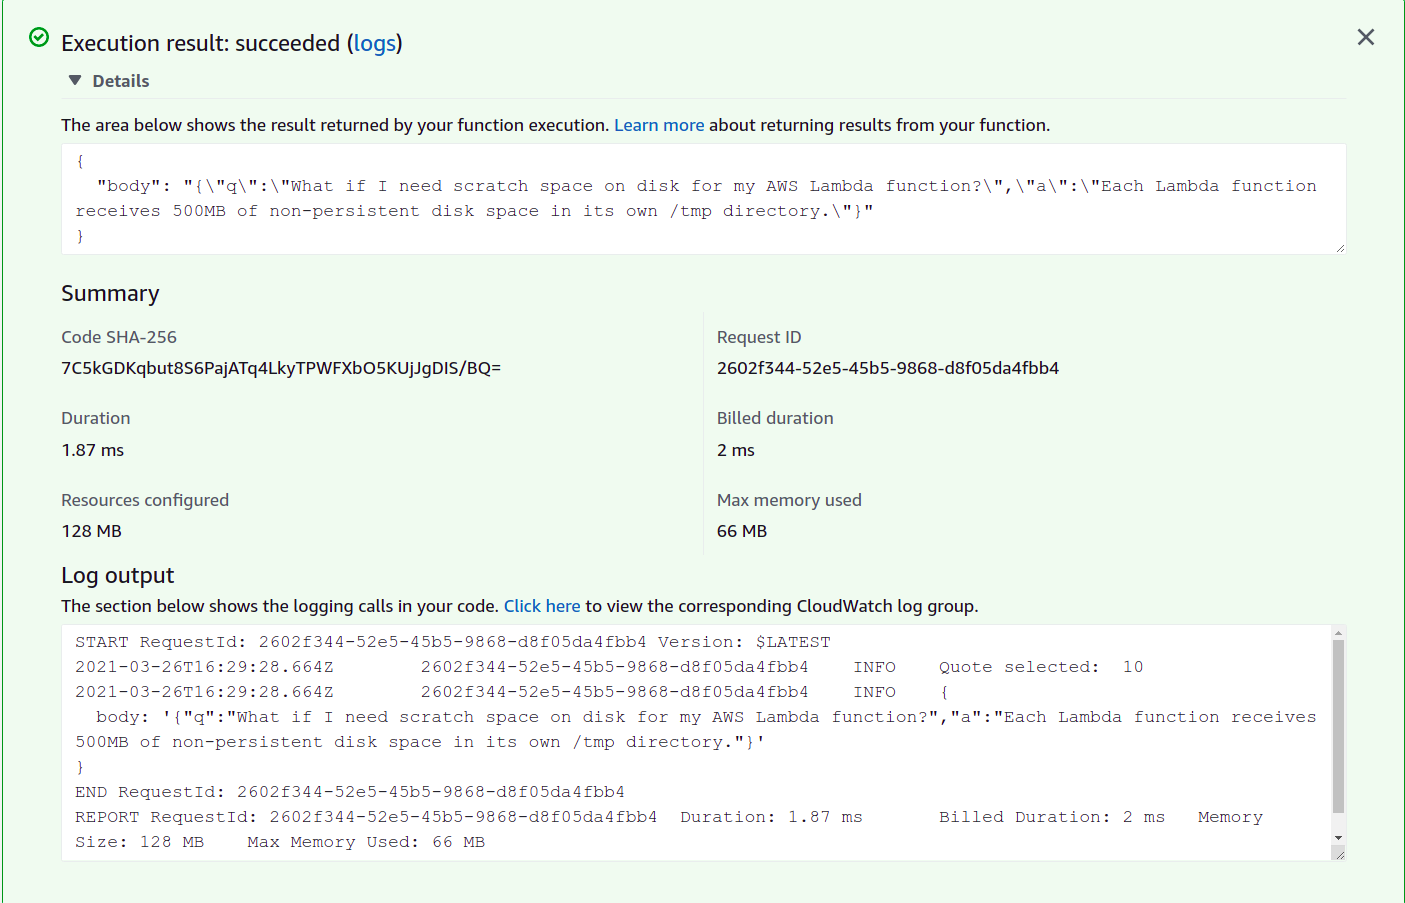 Execution result: succeeded (logs)
Details
The area below shows the result returned by your function execution. Learn more about returning results from your function.
{
  "body": "{\"q\":\"What if I need scratch space on disk for my AWS Lambda function?\",\"a\":\"Each Lambda function
receives 500MB of non-persistent disk space in its own /tmp directory.\"}"
}
Summary
Code SHA-256
7C5kGDKqbut8S6PajATq4LkyTPWFXbO5KUjJgDIS/BQ=
Request ID
2602f344-52e5-45b5-9868-d8f05da4fbb4
Duration
1.87 ms
Billed duration
2 ms
Resources configured
128 MB
Max memory used
66 MB
Log output
The section below shows the logging calls in your code. Click here to view the corresponding CloudWatch log group.
START RequestId: 2602f344-52e5-45b5-9868-d8f05da4fbb4 Version: $LATEST
2021-03-26T16:29:28.664Z        2602f344-52e5-45b5-9868-d8f05da4fbb4    INFO    Quote selected:  10
2021-03-26T16:29:28.664Z        2602f344-52e5-45b5-9868-d8f05da4fbb4    INFO    {
  body: '{"q":"What if I need scratch space on disk for my AWS Lambda function?","a":"Each Lambda function receives
500MB of non-persistent disk space in its own /tmp directory."}'
}
END RequestId: 2602f344-52e5-45b5-9868-d8f05da4fbb4
REPORT RequestId: 2602f344-52e5-45b5-9868-d8f05da4fbb4  Duration: 1.87 ms       Billed Duration: 2 ms   Memory
Size: 128 MB    Max Memory Used: 66 MB